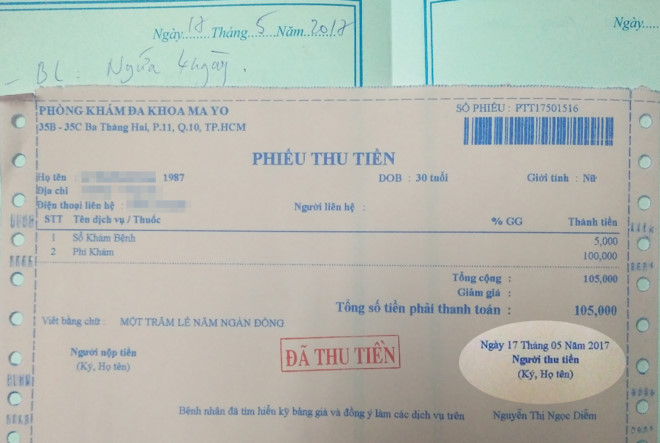 Ngày 18 Tháng 5 Năm 2017
Ngày......
- BL: Ngứa 4 ngày.
PHÒNG KHÁM ĐA KHOA MA YO
35B - 35C Ba Tháng Hai, P.11, Q.10, TP.HCM
SỐ PHIẾU : PTT17501516
PHIẾU THU TIỀN
Họ tên : 1987 DOB : 30 tuổi Giới tính : Nữ
Địa chỉ
Điện thoại liên hệ : Người liên hệ :
STT Tên dịch vụ / Thuốc % GG Thành tiền
1 Sổ Khám Bệnh 5,000
2 Phí Khám 100,000
Tổng cộng : 105,000
Giảm giá :
Tổng số tiền phải thanh toán : 105,000
Viết bằng chữ : MỘT TRĂM LẺ NĂM NGÀN ĐỒNG
Ngày 17 Tháng 05 Năm 2017
Người nộp tiền Người thu tiền
(Ký, Họ tên) (Ký, Họ tên)
ĐÃ THU TIỀN
Bệnh nhân đã tìm hiểu kỹ bảng giá và đồng ý làm các dịch vụ trên Nguyễn Thị Ngọc Diễm